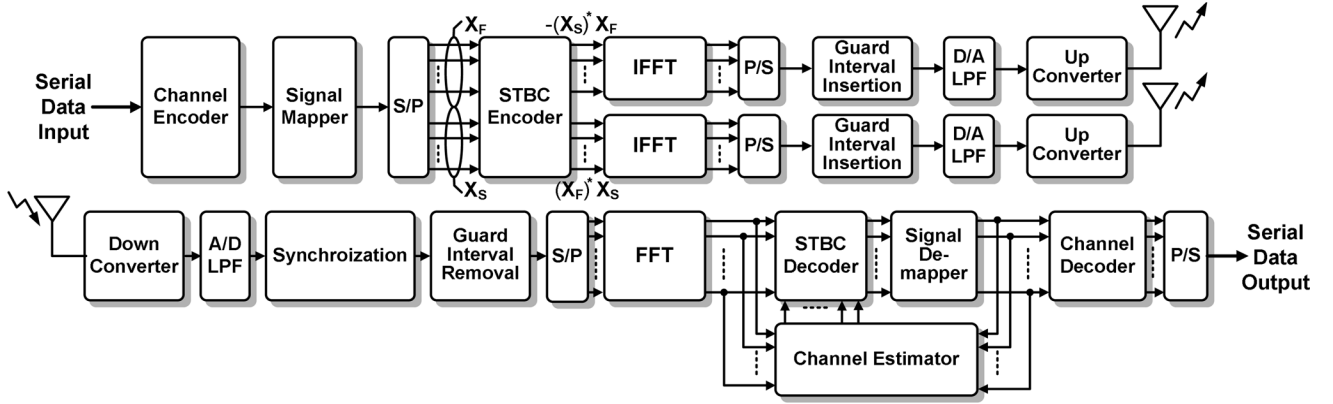 Serial
Data
Input
Channel
Encoder
Signal
Mapper
S/P
X_F
X_S
STBC
Encoder
-(X_S)* X_F
(X_F)* X_S
IFFT
P/S
Guard
Interval
Insertion
D/A
LPF
Up
Converter
IFFT
P/S
Guard
Interval
Insertion
D/A
LPF
Up
Converter
Down
Converter
A/D
LPF
Synchroization
Guard
Interval
Removal
S/P
FFT
STBC
Decoder
Signal
De-
mapper
Channel
Decoder
P/S
Serial
Data
Output
Channel Estimator